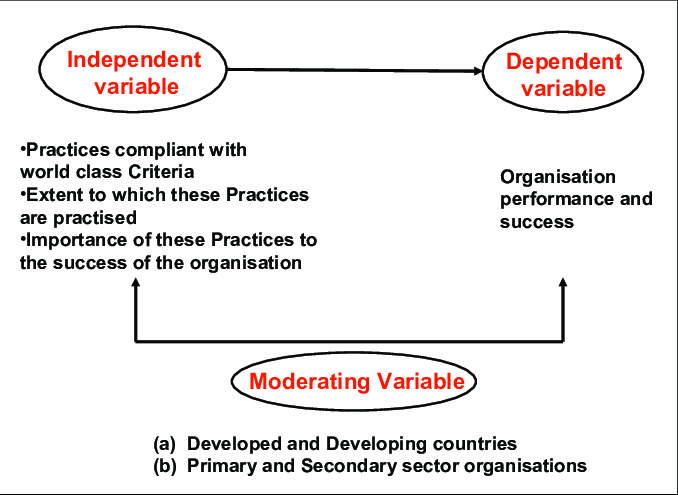 Independent
variable
Dependent
variable
•Practices compliant with
world class Criteria
•Extent to which these Practices
are practised
•Importance of these Practices to
the success of the organisation
Organisation
performance and
success
Moderating Variable
(a) Developed and Developing countries
(b) Primary and Secondary sector organisations